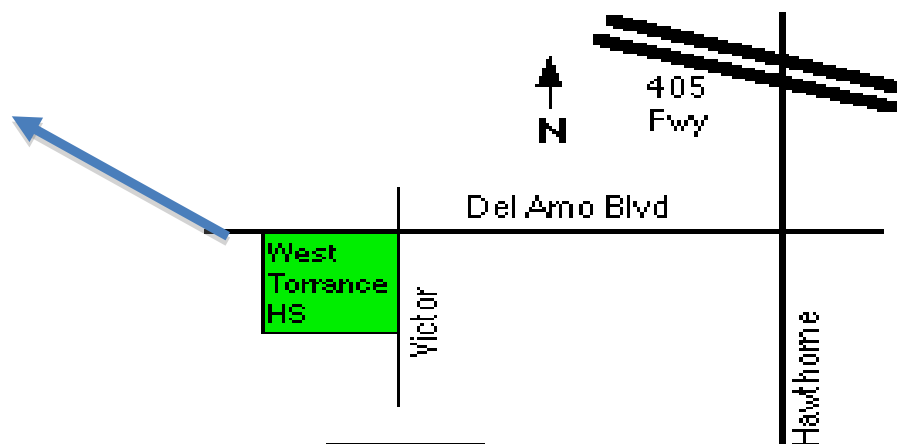 405
Fwy
N
Del Amo Blvd
West
Torrance
HS
Victor
Hawthorne